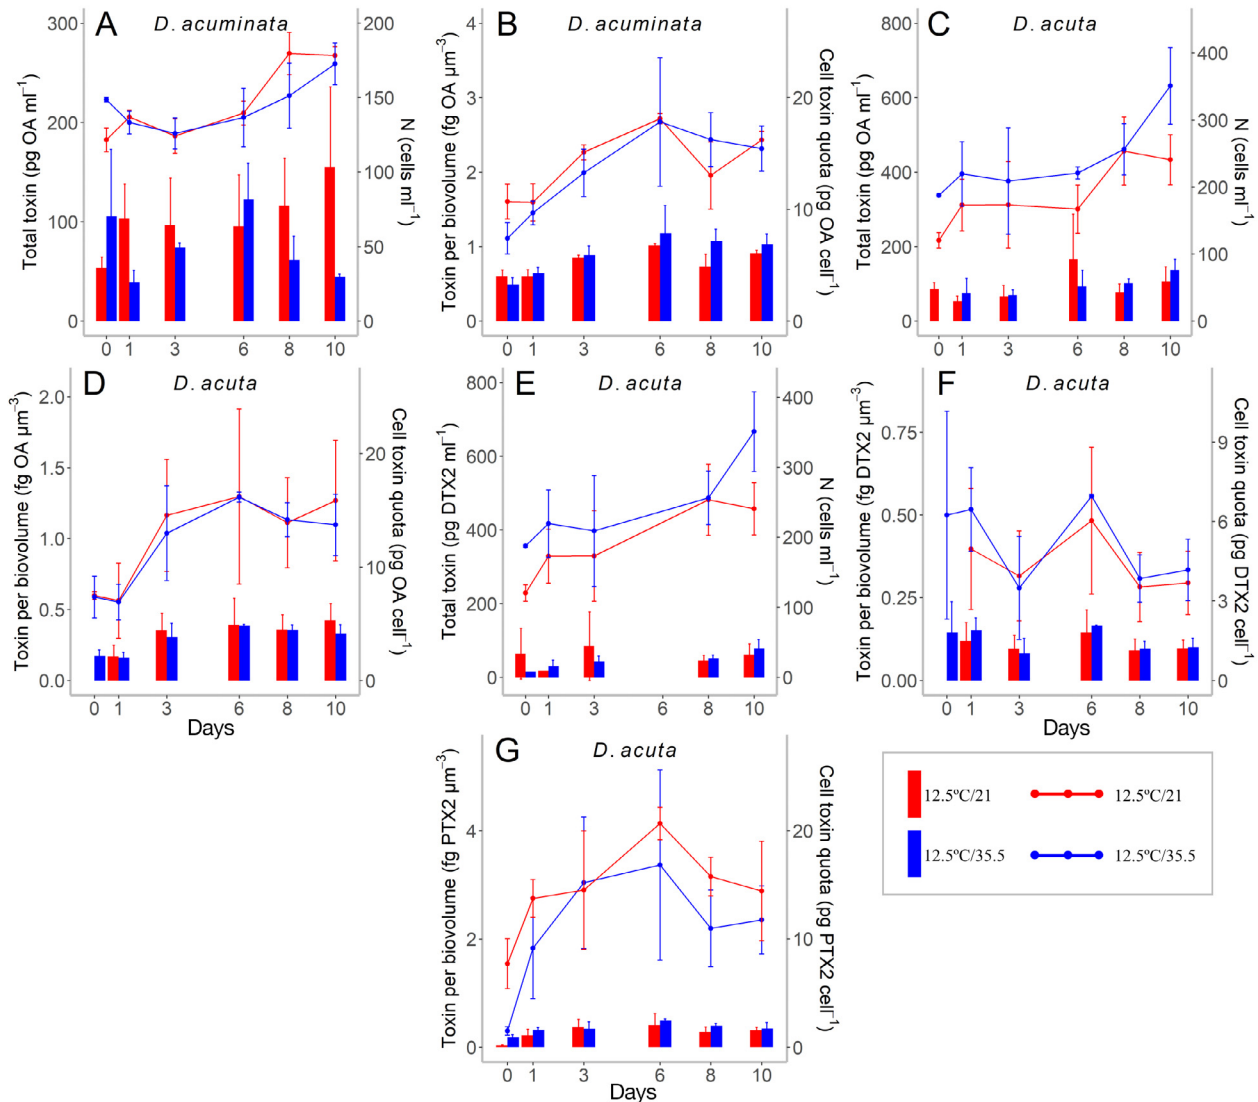 A
D. acuminata
Total toxin (pg OA ml⁻¹)
300
200
100
0
N (cells ml⁻¹)
200
150
100
50
0
0 1 3 6 8 10
B
D. acuminata
Toxin per biovolume (fg OA µm⁻³)
4
3
2
1
0
Cell toxin quota (pg OA cell⁻¹)
20
10
0
0 1 3 6 8 10
C
D. acuta
Total toxin (pg OA ml⁻¹)
800
600
400
200
0
N (cells ml⁻¹)
400
300
200
100
0
0 1 3 6 8 10
D
D. acuta
Toxin per biovolume (fg OA µm⁻³)
2.0
1.5
1.0
0.5
0.0
Cell toxin quota (pg OA cell⁻¹)
20
10
0
0 1 3 6 8 10
Days
E
D. acuta
Total toxin (pg DTX2 ml⁻¹)
800
600
400
200
0
N (cells ml⁻¹)
400
300
200
100
0
0 1 3 6 8 10
F
D. acuta
Toxin per biovolume (fg DTX2 µm⁻³)
0.75
0.50
0.25
0.00
Cell toxin quota (pg DTX2 cell⁻¹)
9
6
3
0
0 1 3 6 8 10
Days
G
D. acuta
Toxin per biovolume (fg PTX2 µm⁻³)
4
2
0
Cell toxin quota (pg PTX2 cell⁻¹)
20
10
0
0 1 3 6 8 10
Days
12.5ºC/21 12.5ºC/21
12.5ºC/35.5 12.5ºC/35.5